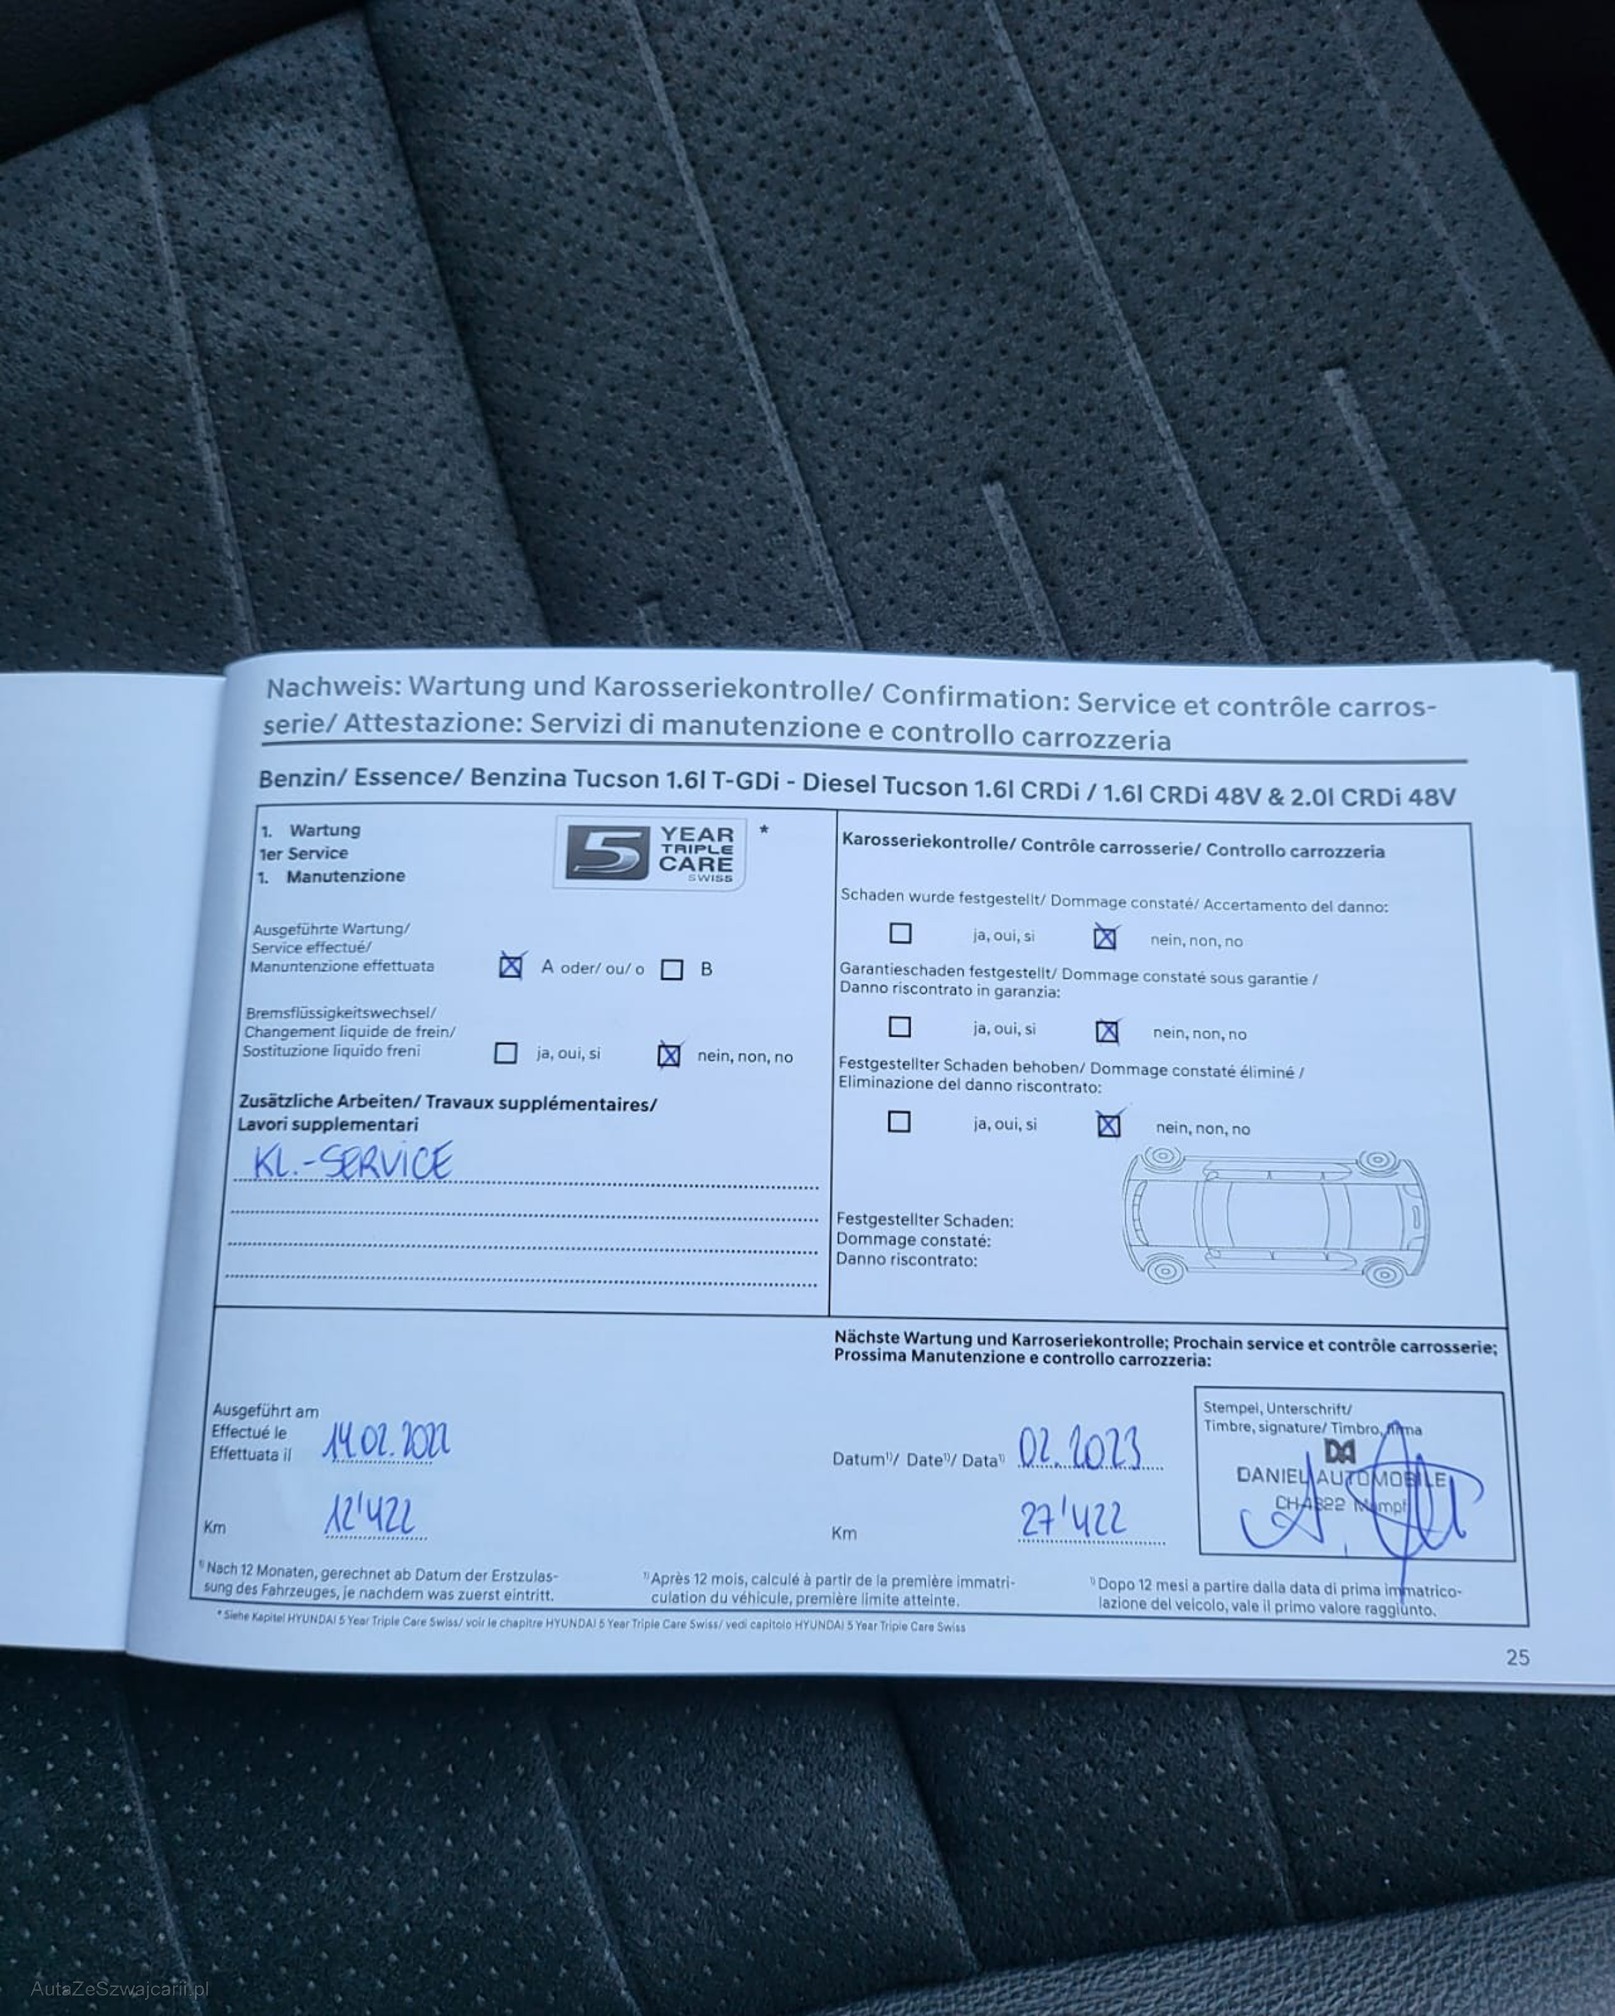 Nachweis: Wartung und Karosseriekontrolle/ Confirmation: Service et contrôle carros-
serie/ Attestazione: Servizi di manutenzione e controllo carrozzeria
Benzin/ Essence/ Benzina Tucson 1.6l T-GDi - Diesel Tucson 1.6l CRDi / 1.6l CRDi 48V & 2.0l CRDi 48V
1. Wartung
1er Service
1. Manutenzione
5 YEAR
TRIPLE
CARE
SWISS
*
Ausgeführte Wartung/
Service effectué/
Manuntenzione effettuata
A oder/ ou/ o
B
Bremsflüssigkeitswechsel/
Changement liquide de frein/
Sostituzione liquido freni
ja, oui, si
nein, non, no
Zusätzliche Arbeiten/ Travaux supplémentaires/
Lavori supplementari
KL.-SERVICE
Karosseriekontrolle/ Contrôle carrosserie/ Controllo carrozzeria
Schaden wurde festgestellt/ Dommage constaté/ Accertamento del danno:
ja, oui, si
nein, non, no
Garantieschaden festgestellt/ Dommage constaté sous garantie /
Danno riscontrato in garanzia:
ja, oui, si
nein, non, no
Festgestellter Schaden behoben/ Dommage constaté éliminé /
Eliminazione del danno riscontrato:
ja, oui, si
nein, non, no
Festgestellter Schaden:
Dommage constaté:
Danno riscontrato:
Ausgeführt am
Effectué le
Effettuata il
14.02.2022
Km
12'422
Nächste Wartung und Karroseriekontrolle; Prochain service et contrôle carrosserie;
Prossima Manutenzione e controllo carrozzeria:
Datum¹⁾/ Date¹⁾/ Data¹⁾
02.2023
Km
27'422
Stempel, Unterschrift/
Timbre, signature/ Timbro, firma
DA
DANIEL AUTOMOBILE
CH-4322 Mumpf
¹⁾ Nach 12 Monaten, gerechnet ab Datum der Erstzulas-
sung des Fahrzeuges, je nachdem was zuerst eintritt.
¹⁾ Après 12 mois, calculé à partir de la première immatri-
culation du véhicule, première limite atteinte.
¹⁾ Dopo 12 mesi a partire dalla data di prima immatrico-
lazione del veicolo, vale il primo valore raggiunto.
* Siehe Kapitel HYUNDAI 5 Year Triple Care Swiss/ voir le chapitre HYUNDAI 5 Year Triple Care Swiss/ vedi capitolo HYUNDAI 5 Year Triple Care Swiss
25
AutaZeSzwajcarii.pl